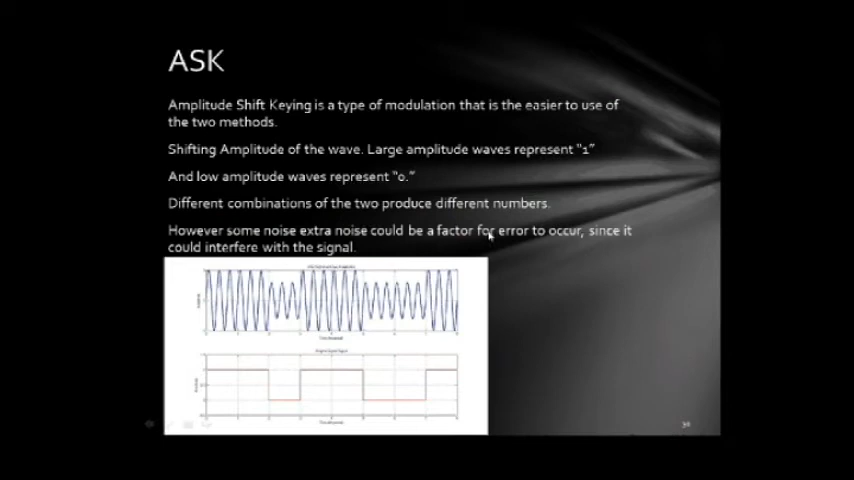 ASK
Amplitude Shift Keying is a type of modulation that is the easier to use of
the two methods.
Shifting Amplitude of the wave. Large amplitude waves represent “1”
And low amplitude waves represent “0.”
Different combinations of the two produce different numbers.
However some noise extra noise could be a factor for error to occur, since it
could interfere with the signal.